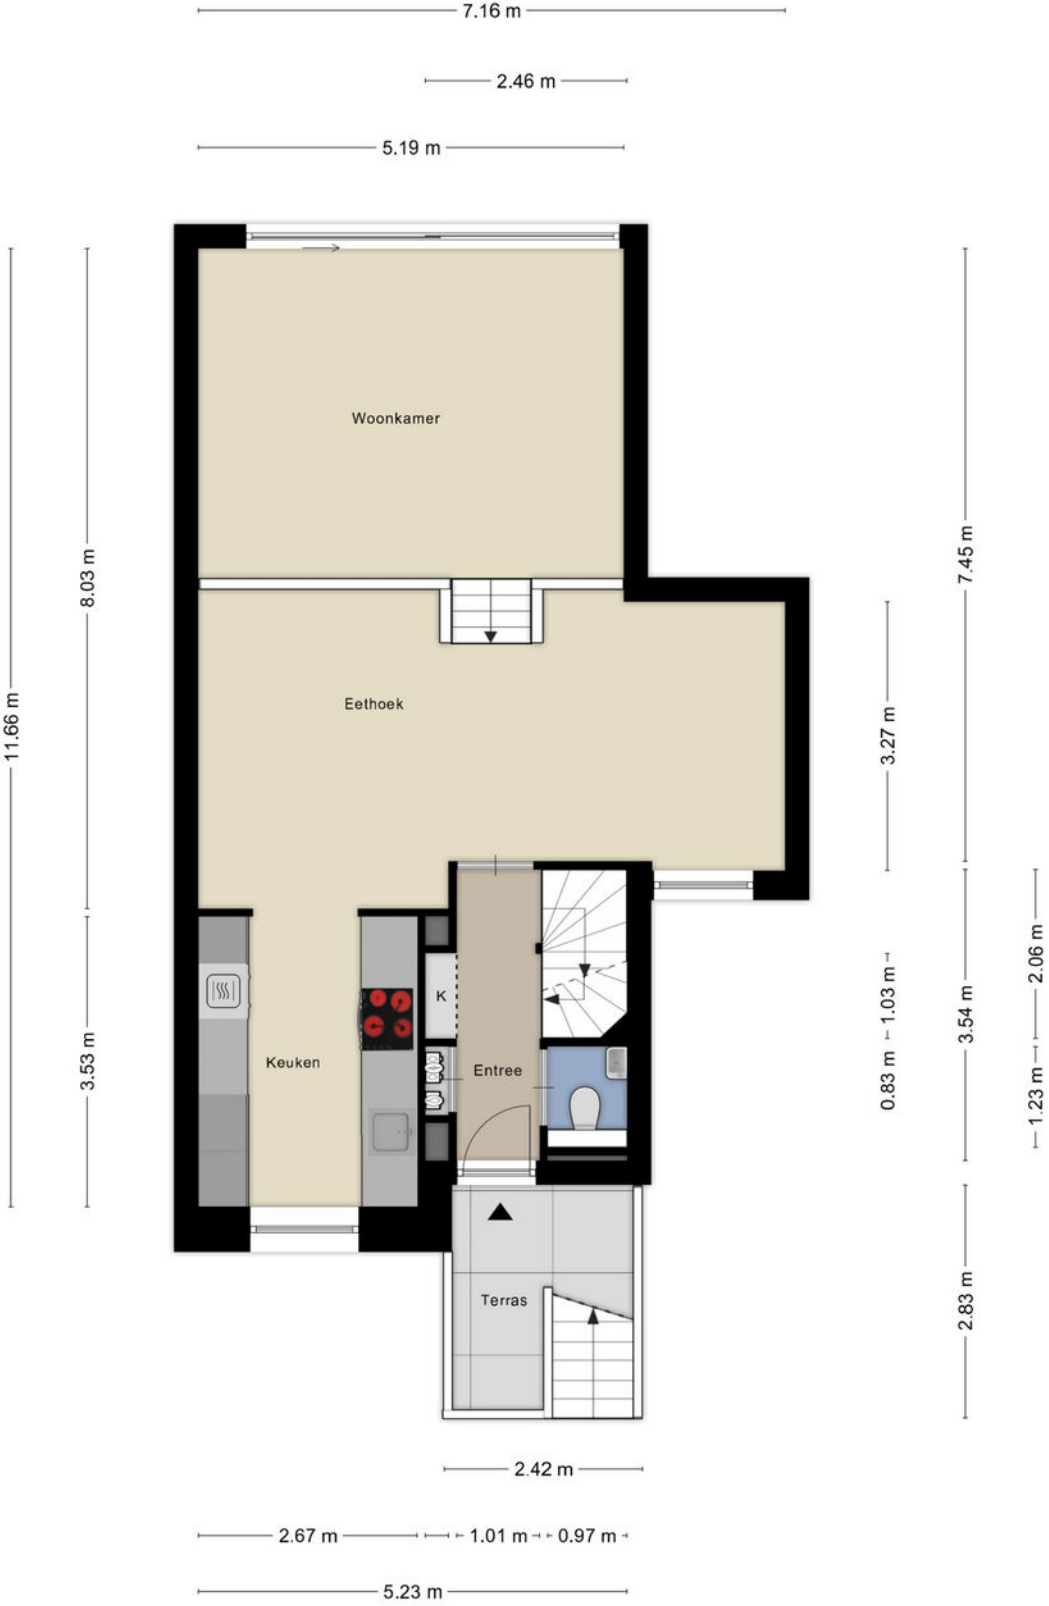 7.16 m
2.46 m
5.19 m
Woonkamer
8.03 m
7.45 m
11.66 m
Eethoek
3.27 m
2.06 m
K
1.03 m
3.54 m
Keuken
Entree
3.53 m
0.83 m
1.23 m
Terras
2.83 m
2.42 m
2.67 m
1.01 m
0.97 m
5.23 m